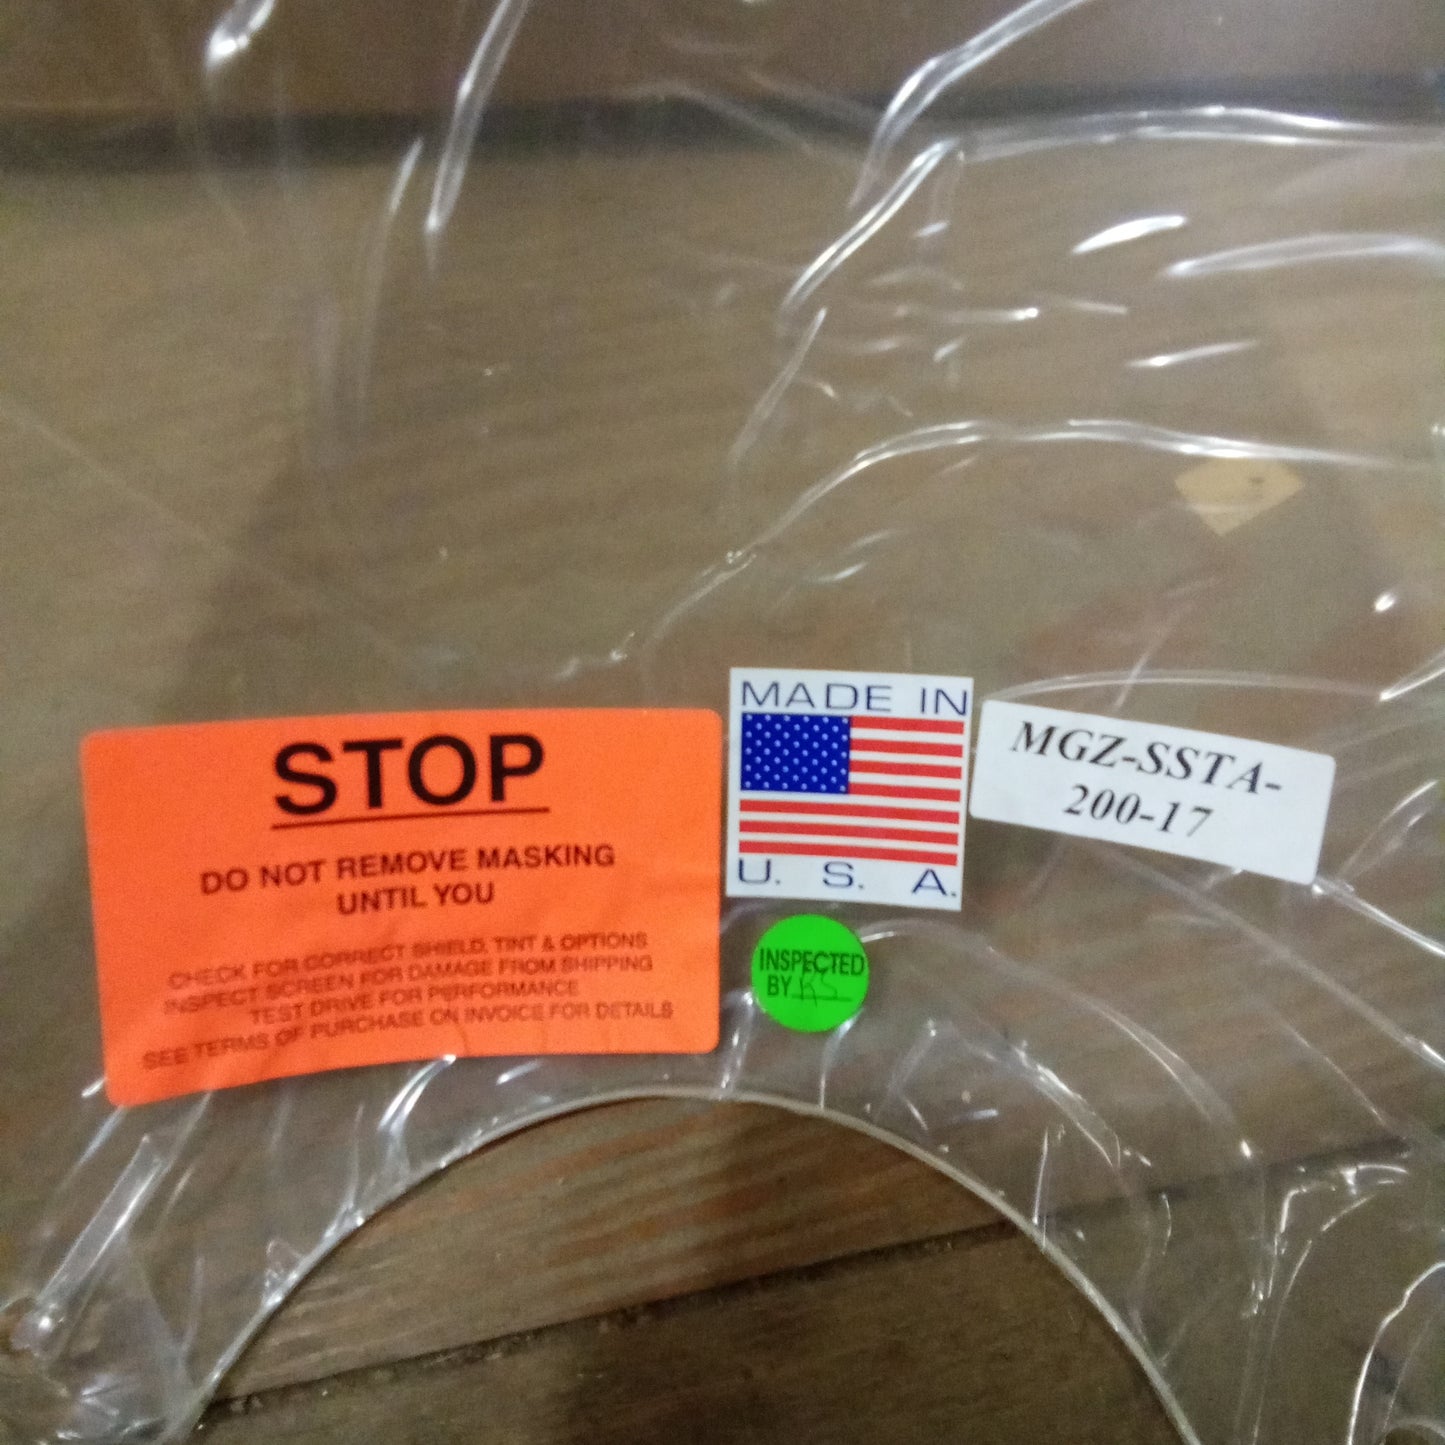 STOP
DO NOT REMOVE MASKING
UNTIL YOU
CHECK FOR CORRECT SHIELD, TINT & OPTIONS
INSPECT SCREEN FOR DAMAGE FROM SHIPPING
TEST DRIVE FOR PERFORMANCE
SEE TERMS OF PURCHASE ON INVOICE FOR DETAILS
MADE IN
U. S. A.
INSPECTED
BY RS
MGZ-SSTA-
200-17